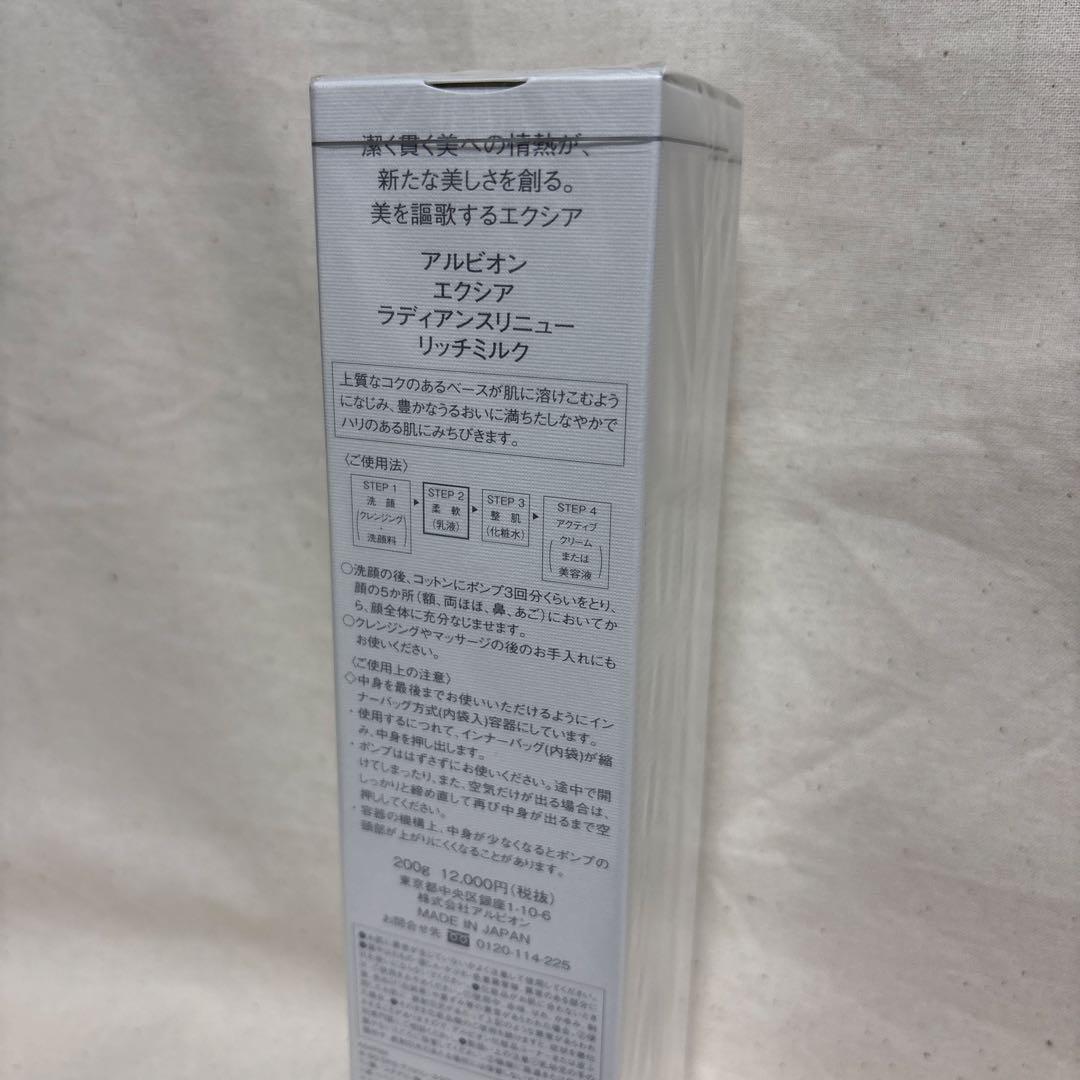 潔く貫く美への情熱が、
新たな美しさを創る。
美を謳歌するエクシア
アルビオン
エクシア
ラディアンスリニュー
リッチミルク
上質なコクのあるベースが肌に溶けこむよう
になじみ、豊かなうるおいに満ちたしなやかで
ハリのある肌にみちびきます。
〈ご使用法〉
STEP 1
洗 顔
(クレンジング
・
洗顔料)
STEP 2
柔 軟
(乳液)
STEP 3
整 肌
(化粧水)
STEP 4
アクティブ
(クリーム
または
美容液)
○洗顔の後、コットンにポンプ3回分くらいをとり、
顔の5か所(額、両ほほ、鼻、あご)においてか
ら、顔全体に充分なじませます。
○クレンジングやマッサージの後のお手入れにも
お使いください。
〈ご使用上の注意〉
◇中身を最後までお使いいただけるようにイン
ナーバッグ方式(内袋入)容器にしています。
・使用するにつれて、インナーバッグ(内袋)が縮
み、中身を押し出します。
・ポンプははずさずにお使いください。途中で開
けてしまったり、また、空気だけが出る場合は、
しっかりと締め直して再び中身が出るまで空
押ししてください。
・容器の機構上、中身が少なくなるとポンプの
頭部が上がりにくくなることがあります。
200g 12,000円(税抜)
東京都中央区銀座1-10-6
株式会社アルビオン
MADE IN JAPAN
お問合せ先 0120-114-225